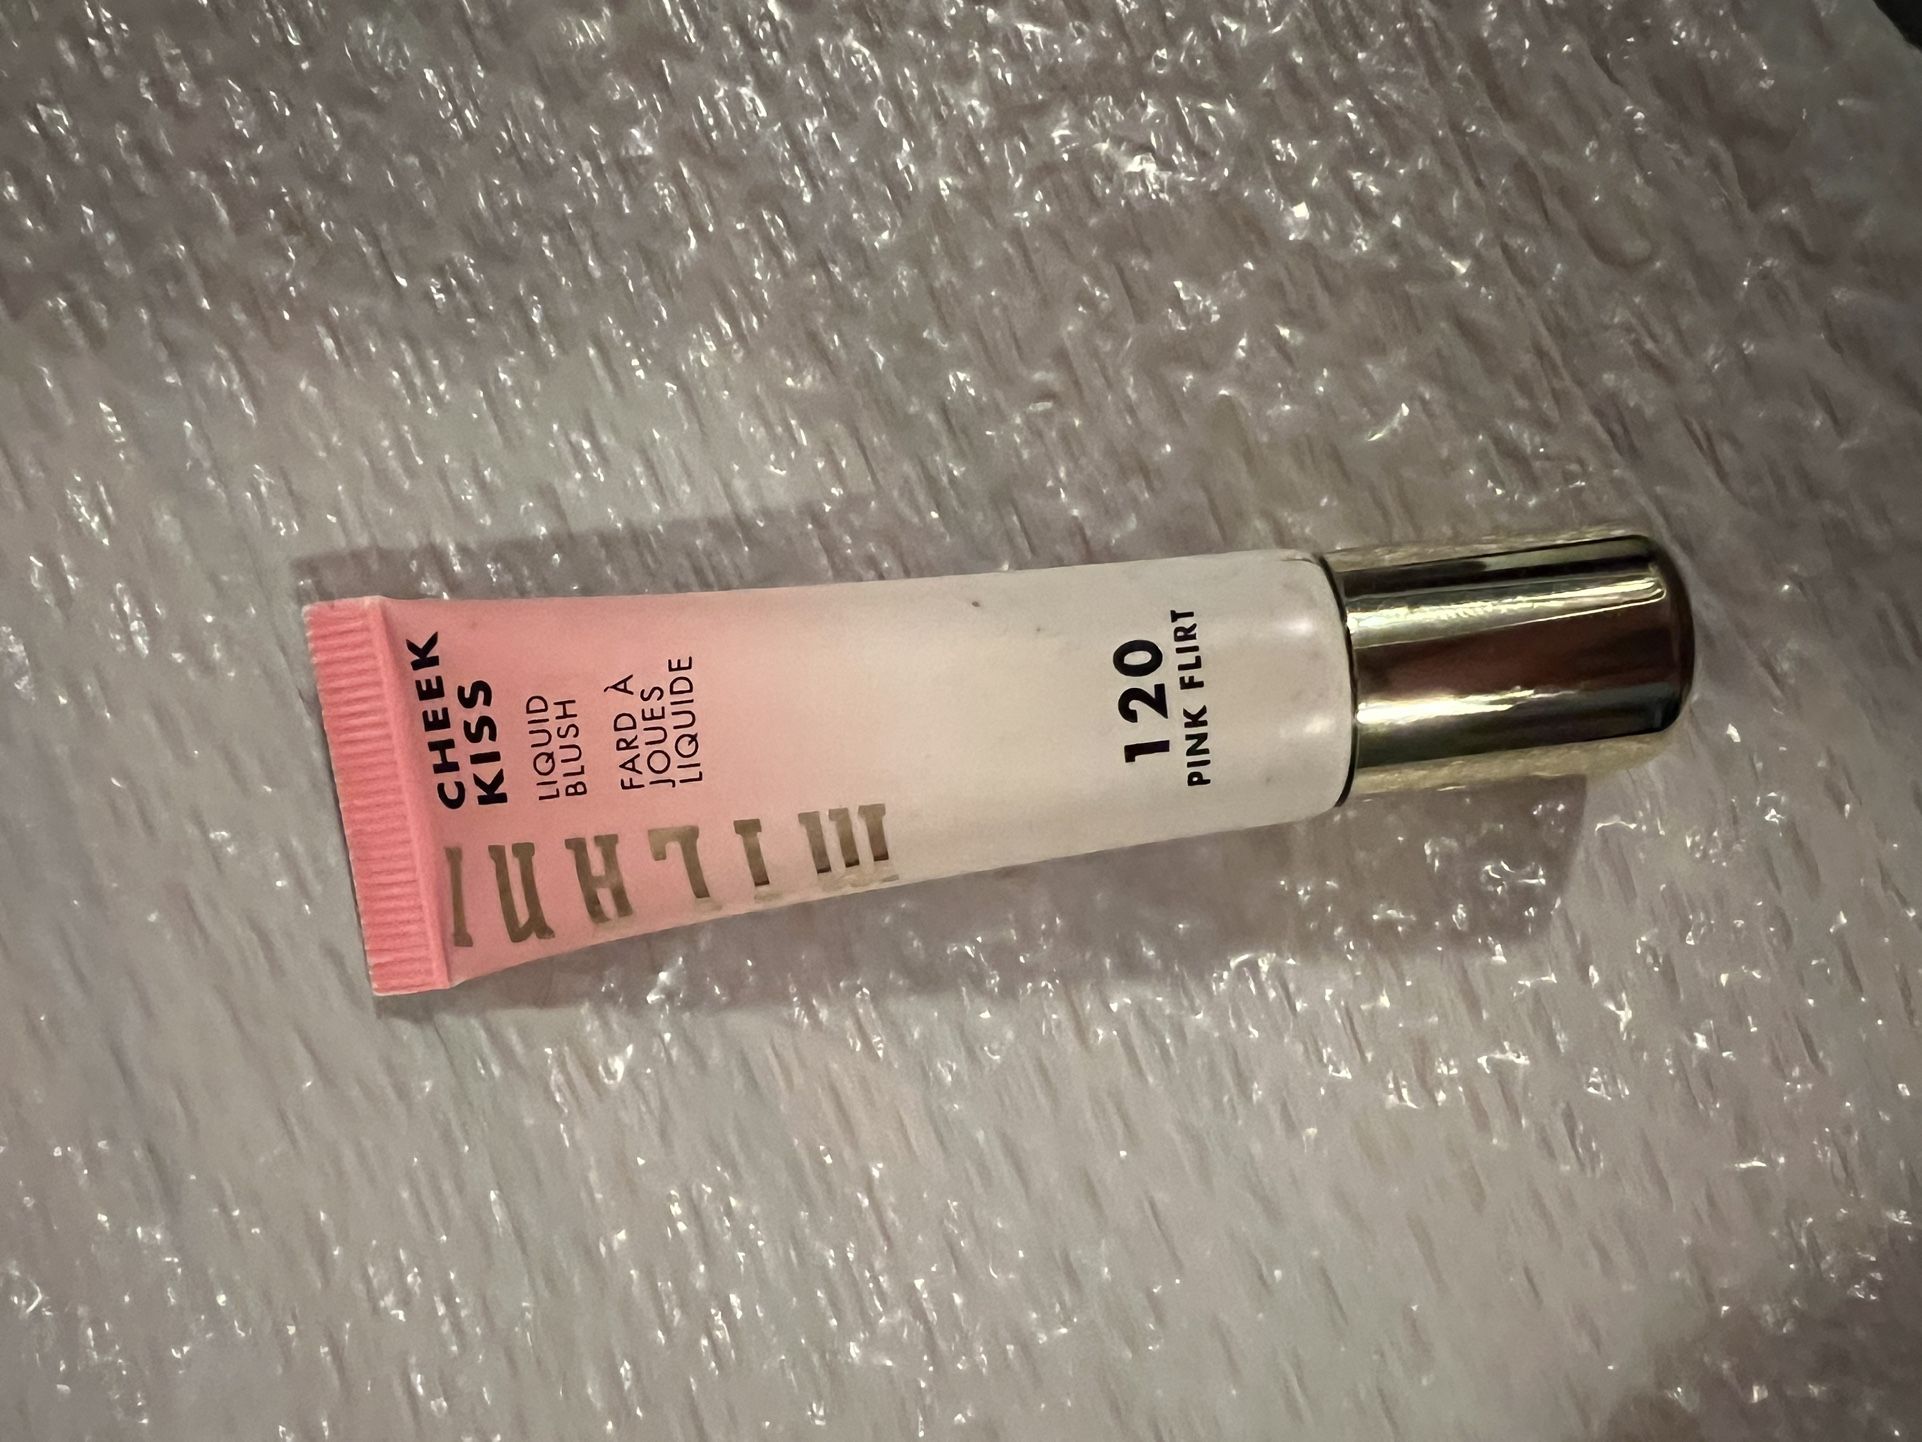 CHEEK
KISS
LIQUID
BLUSH
FARD À
JOUES
LIQUIDE
MILANI
120
PINK FLIRT